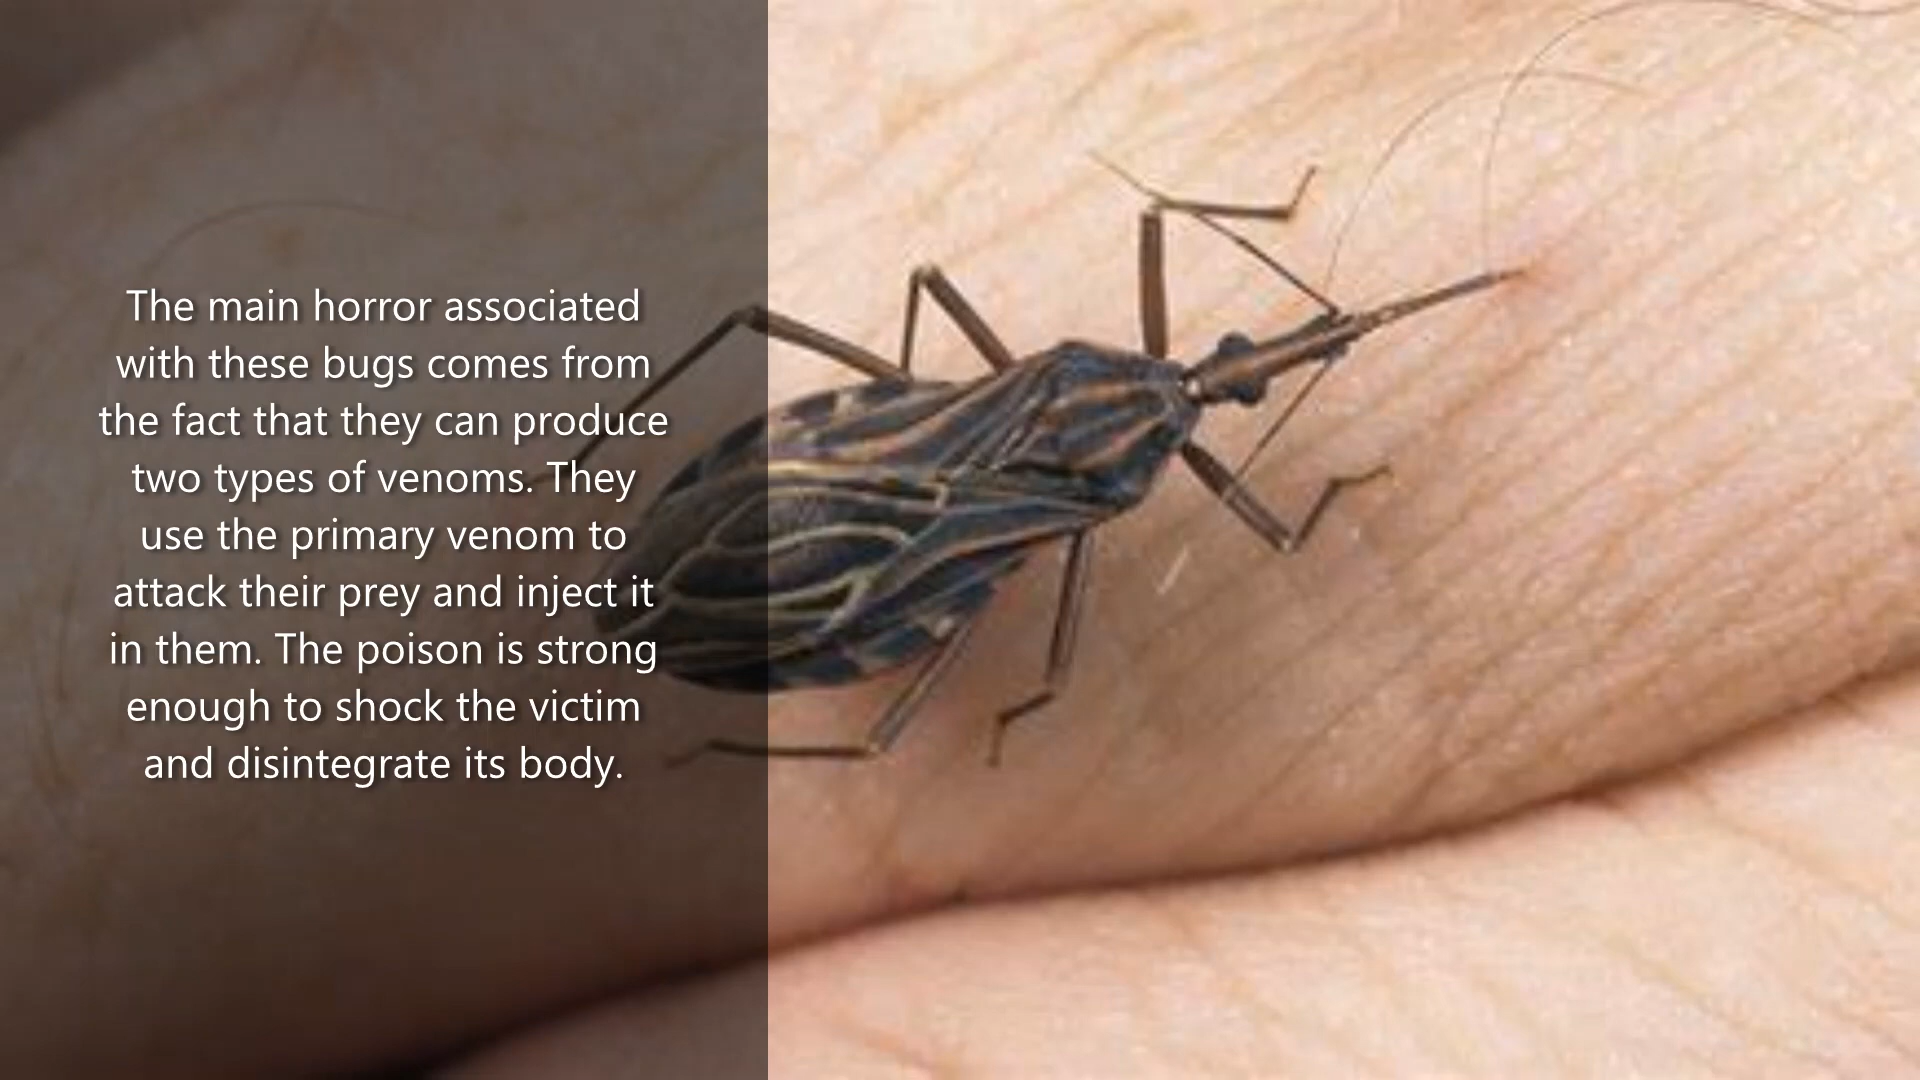 The main horror associated
with these bugs comes from
the fact that they can produce
two types of venoms. They
use the primary venom to
attack their prey and inject it
in them. The poison is strong
enough to shock the victim
and disintegrate its body.